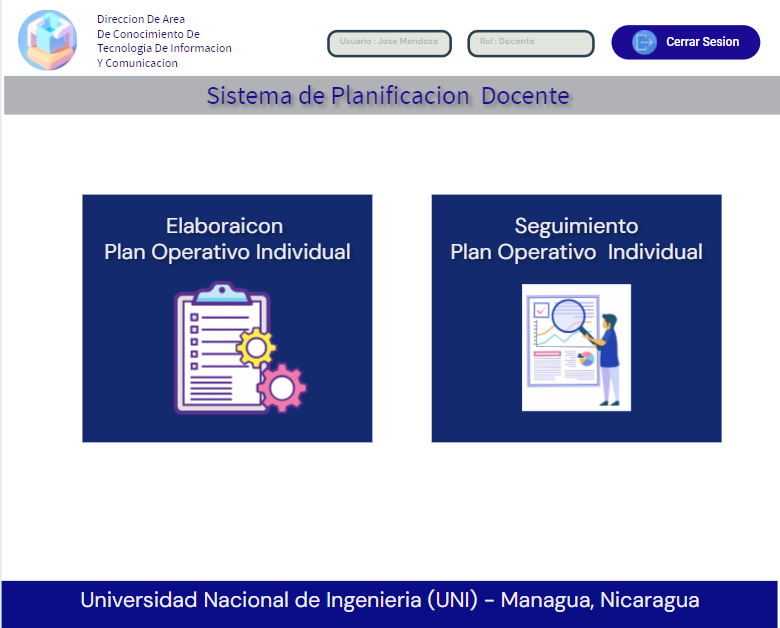 Direccion De Area
De Conocimiento De
Tecnologia De Informacion
Y Comunicacion
Usuario : Jose Mendoza
Rol : Docente
Cerrar Sesion
Sistema de Planificacion Docente
Elaboraicon
Plan Operativo Individual
Seguimiento
Plan Operativo Individual
Universidad Nacional de Ingenieria (UNI) - Managua, Nicaragua